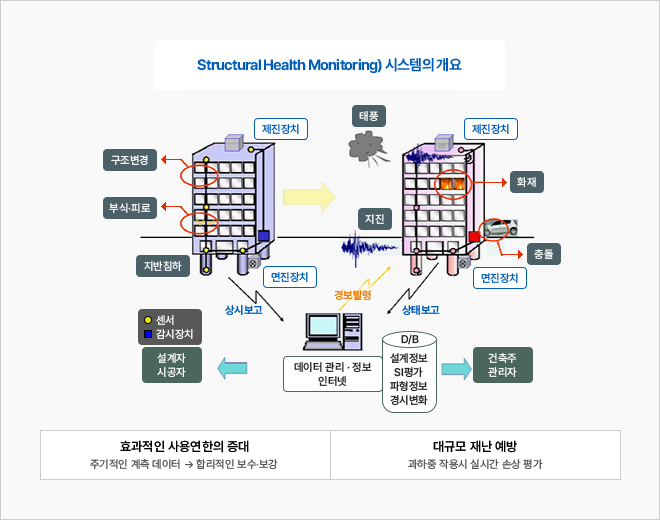 Structural Health Monitoring) 시스템의 개요
제진장치
태풍
제진장치
구조변경
화재
부식·피로
지진
충돌
지반침하
면진장치
면진장치
경보발령
상시보고
상태보고
센서
감시장치
설계자
시공자
데이터 관리 · 정보
인터넷
D/B
설계정보
SI평가
파형정보
경시변화
건축주
관리자
효과적인 사용연한의 증대
주기적인 계측 데이터 → 합리적인 보수·보강
대규모 재난 예방
과하중 작용시 실시간 손상 평가